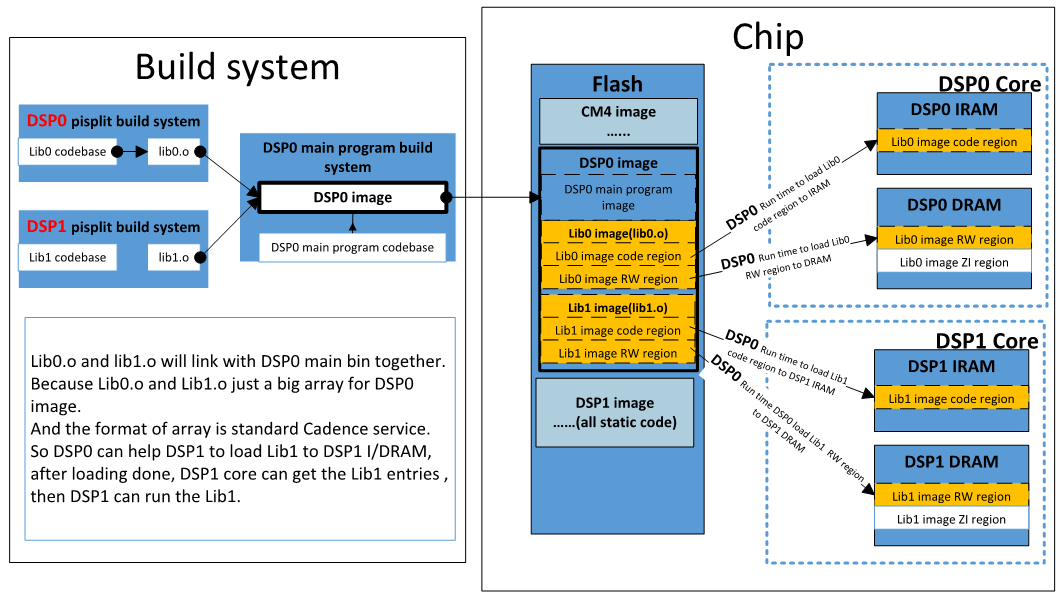 Build system
DSP0 pisplit build system
Lib0 codebase
lib0.o
DSP1 pisplit build system
Lib1 codebase
lib1.o
DSP0 main program build
system
DSP0 image
DSP0 main program codebase
Lib0.o and lib1.o will link with DSP0 main bin together.
Because Lib0.o and Lib1.o just a big array for DSP0
image.
And the format of array is standard Cadence service.
So DSP0 can help DSP1 to load Lib1 to DSP1 I/DRAM,
after loading done, DSP1 core can get the Lib1 entries ,
then DSP1 can run the Lib1.
Chip
Flash
CM4 image
......
DSP0 image
DSP0 main program
image
Lib0 image(lib0.o)
Lib0 image code region
Lib0 image RW region
Lib1 image(lib1.o)
Lib1 image code region
Lib1 image RW region
DSP1 image
......(all static code)
DSP0 Run time to load Lib0
code region to IRAM
DSP0 Run time to load Lib0
RW region to DRAM
DSP0 Run time to load Lib1
code region to DSP1 IRAM
DSP0 Run time DSP0 load Lib1 RW region
to DSP1 DRAM
DSP0 Core
DSP0 IRAM
Lib0 image code region
DSP0 DRAM
Lib0 image RW region
Lib0 image ZI region
DSP1 Core
DSP1 IRAM
Lib1 image code region
DSP1 DRAM
Lib1 image RW region
Lib1 image ZI region